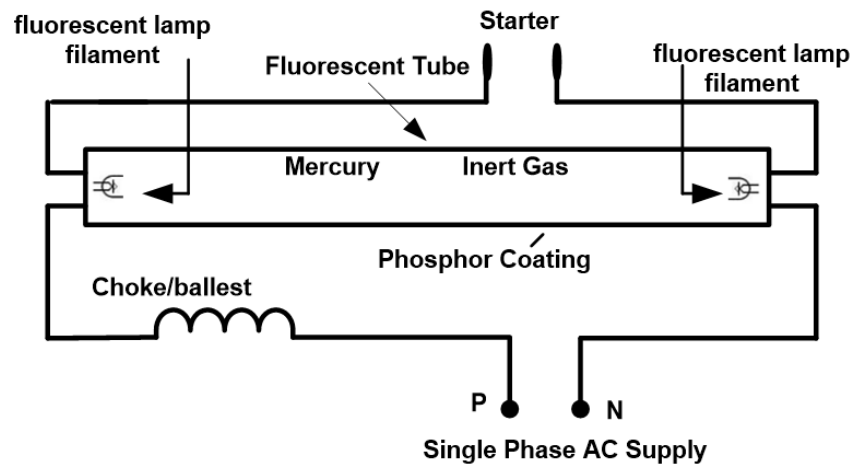 Starter
fluorescent lamp
filament
Fluorescent Tube
fluorescent lamp
filament
Mercury
Inert Gas
Phosphor Coating
Choke/ballest
P
N
Single Phase AC Supply